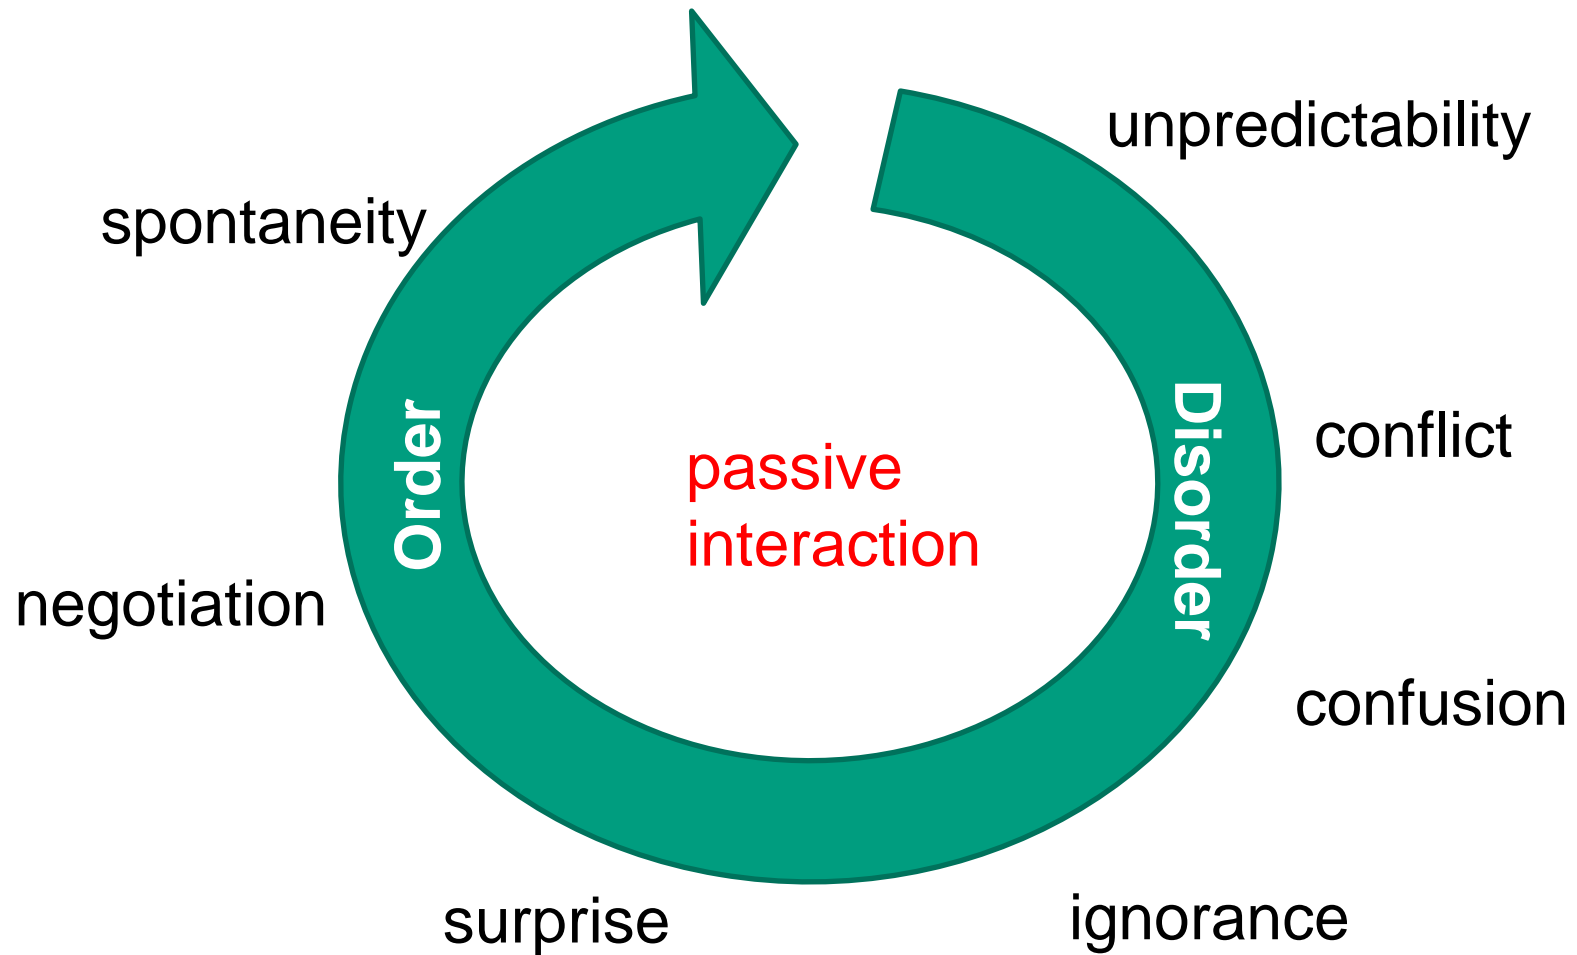 unpredictability
spontaneity
Order
Disorder
conflict
passive
interaction
negotiation
confusion
surprise
ignorance